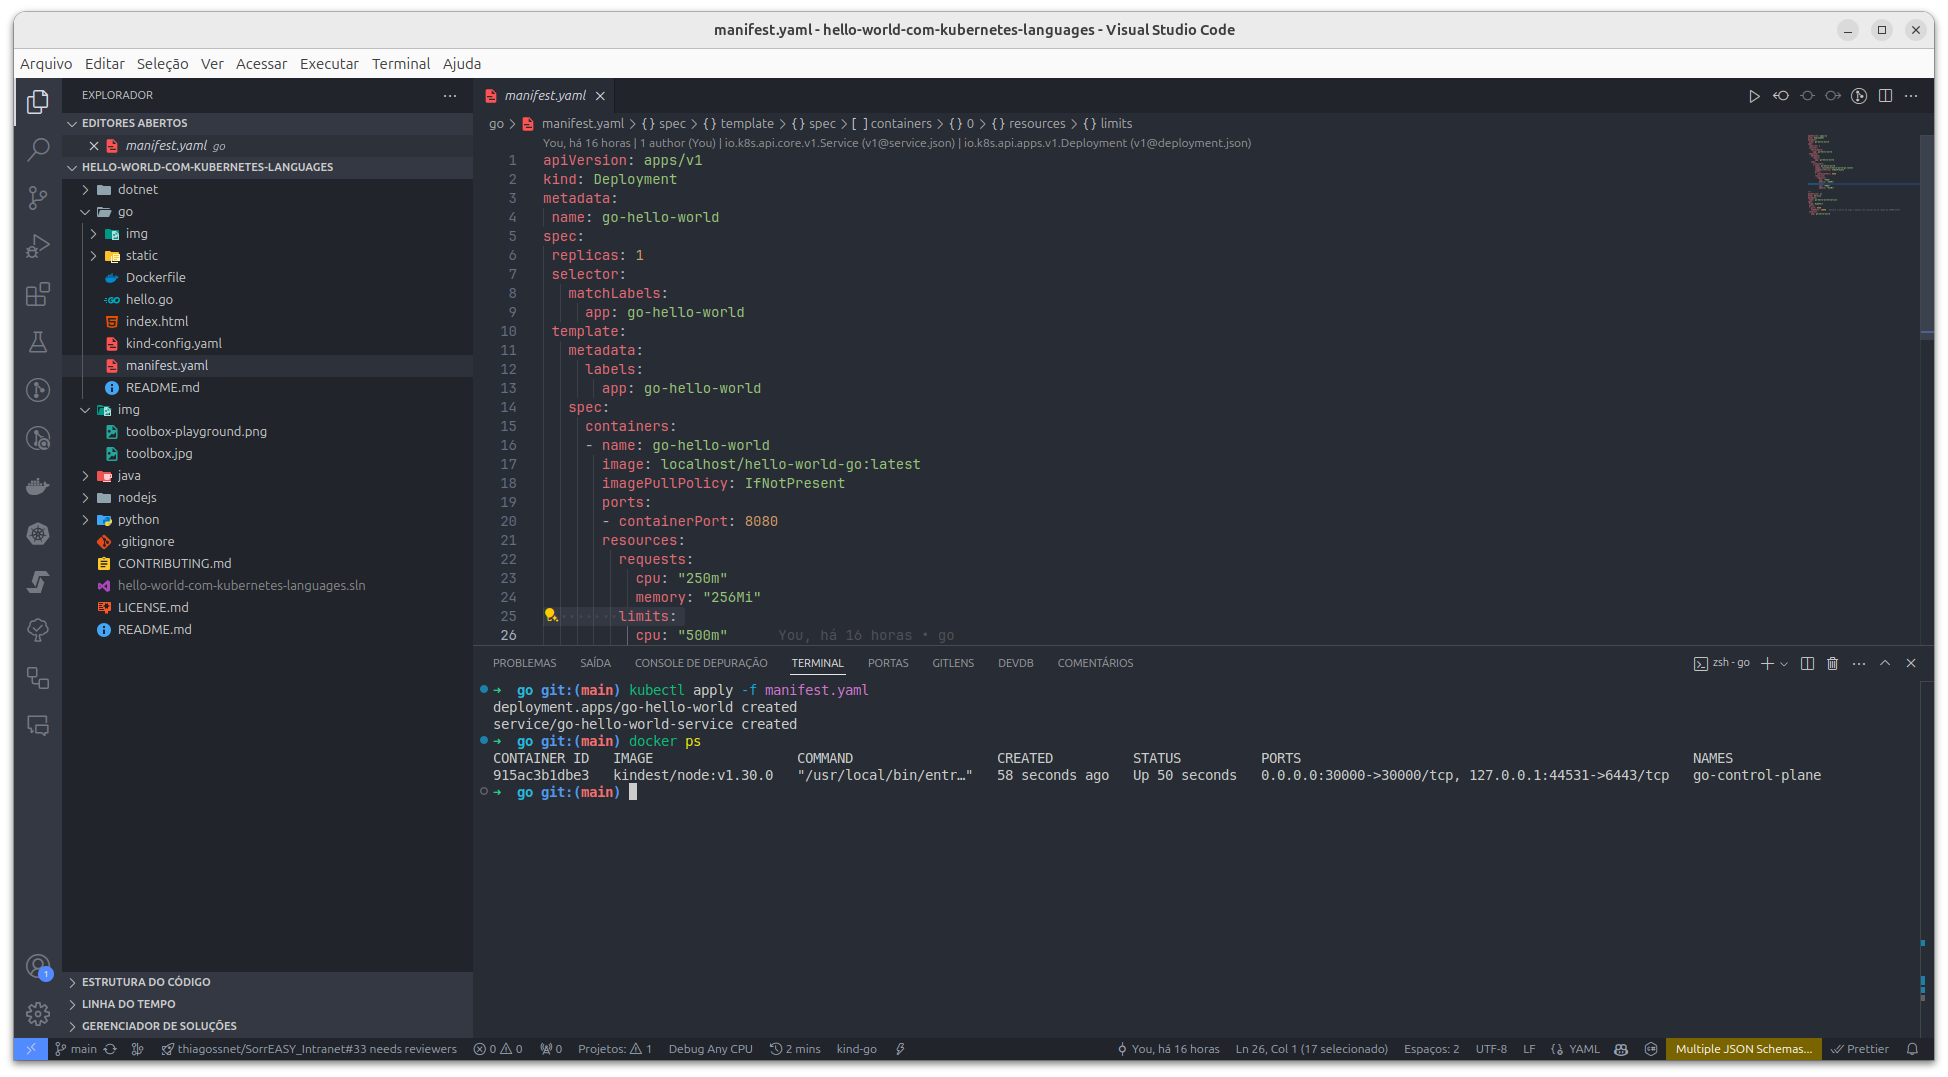 manifest.yaml - hello-world-com-kubernetes-languages - Visual Studio Code
Arquivo Editar Seleção Ver Acessar Executar Terminal Ajuda
EXPLORADOR
EDITORES ABERTOS
manifest.yaml go
HELLO-WORLD-COM-KUBERNETES-LANGUAGES
dotnet
go
img
static
Dockerfile
GO hello.go
index.html
kind-config.yaml
manifest.yaml
README.md
img
toolbox-playground.png
toolbox.jpg
java
nodejs
python
.gitignore
CONTRIBUTING.md
hello-world-com-kubernetes-languages.sln
LICENSE.md
README.md
ESTRUTURA DO CÓDIGO
LINHA DO TEMPO
GERENCIADOR DE SOLUÇÕES
1
manifest.yaml
go > manifest.yaml > {} spec > {} template > {} spec > [ ] containers > {} 0 > {} resources > {} limits
You, há 16 horas | 1 author (You) | io.k8s.api.core.v1.Service (v1@service.json) | io.k8s.api.apps.v1.Deployment (v1@deployment.json)
1 apiVersion: apps/v1
2 kind: Deployment
3 metadata:
4 name: go-hello-world
5 spec:
6 replicas: 1
7 selector:
8 matchLabels:
9 app: go-hello-world
10 template:
11 metadata:
12 labels:
13 app: go-hello-world
14 spec:
15 containers:
16 - name: go-hello-world
17 image: localhost/hello-world-go:latest
18 imagePullPolicy: IfNotPresent
19 ports:
20 - containerPort: 8080
21 resources:
22 requests:
23 cpu: "250m"
24 memory: "256Mi"
25 limits:
26 cpu: "500m" You, há 16 horas • go
PROBLEMAS SAÍDA CONSOLE DE DEPURAÇÃO TERMINAL PORTAS GITLENS DEVDB COMENTÁRIOS zsh - go
➜ go git:(main) kubectl apply -f manifest.yaml
deployment.apps/go-hello-world created
service/go-hello-world-service created
➜ go git:(main) docker ps
CONTAINER ID IMAGE COMMAND CREATED STATUS PORTS NAMES
915ac3b1dbe3 kindest/node:v1.30.0 "/usr/local/bin/entr…" 58 seconds ago Up 50 seconds 0.0.0.0:30000->30000/tcp, 127.0.0.1:44531->6443/tcp go-control-plane
➜ go git:(main)
main thiagossnet/SorrEASY_Intranet#33 needs reviewers 0 0 0 Projetos: 1 Debug Any CPU 2 mins kind-go You, há 16 horas Ln 26, Col 1 (17 selecionado) Espaços: 2 UTF-8 LF {} YAML Multiple JSON Schemas... Prettier